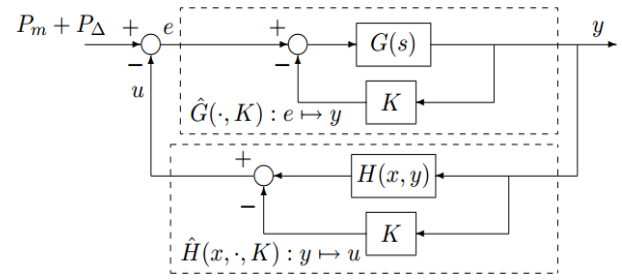 P_m + P_Δ
+
e
+
G(s)
y
−
−
u
K
Ĝ(·, K) : e ↦ y
+
H(x, y)
−
K
Ĥ(x, ·, K) : y ↦ u